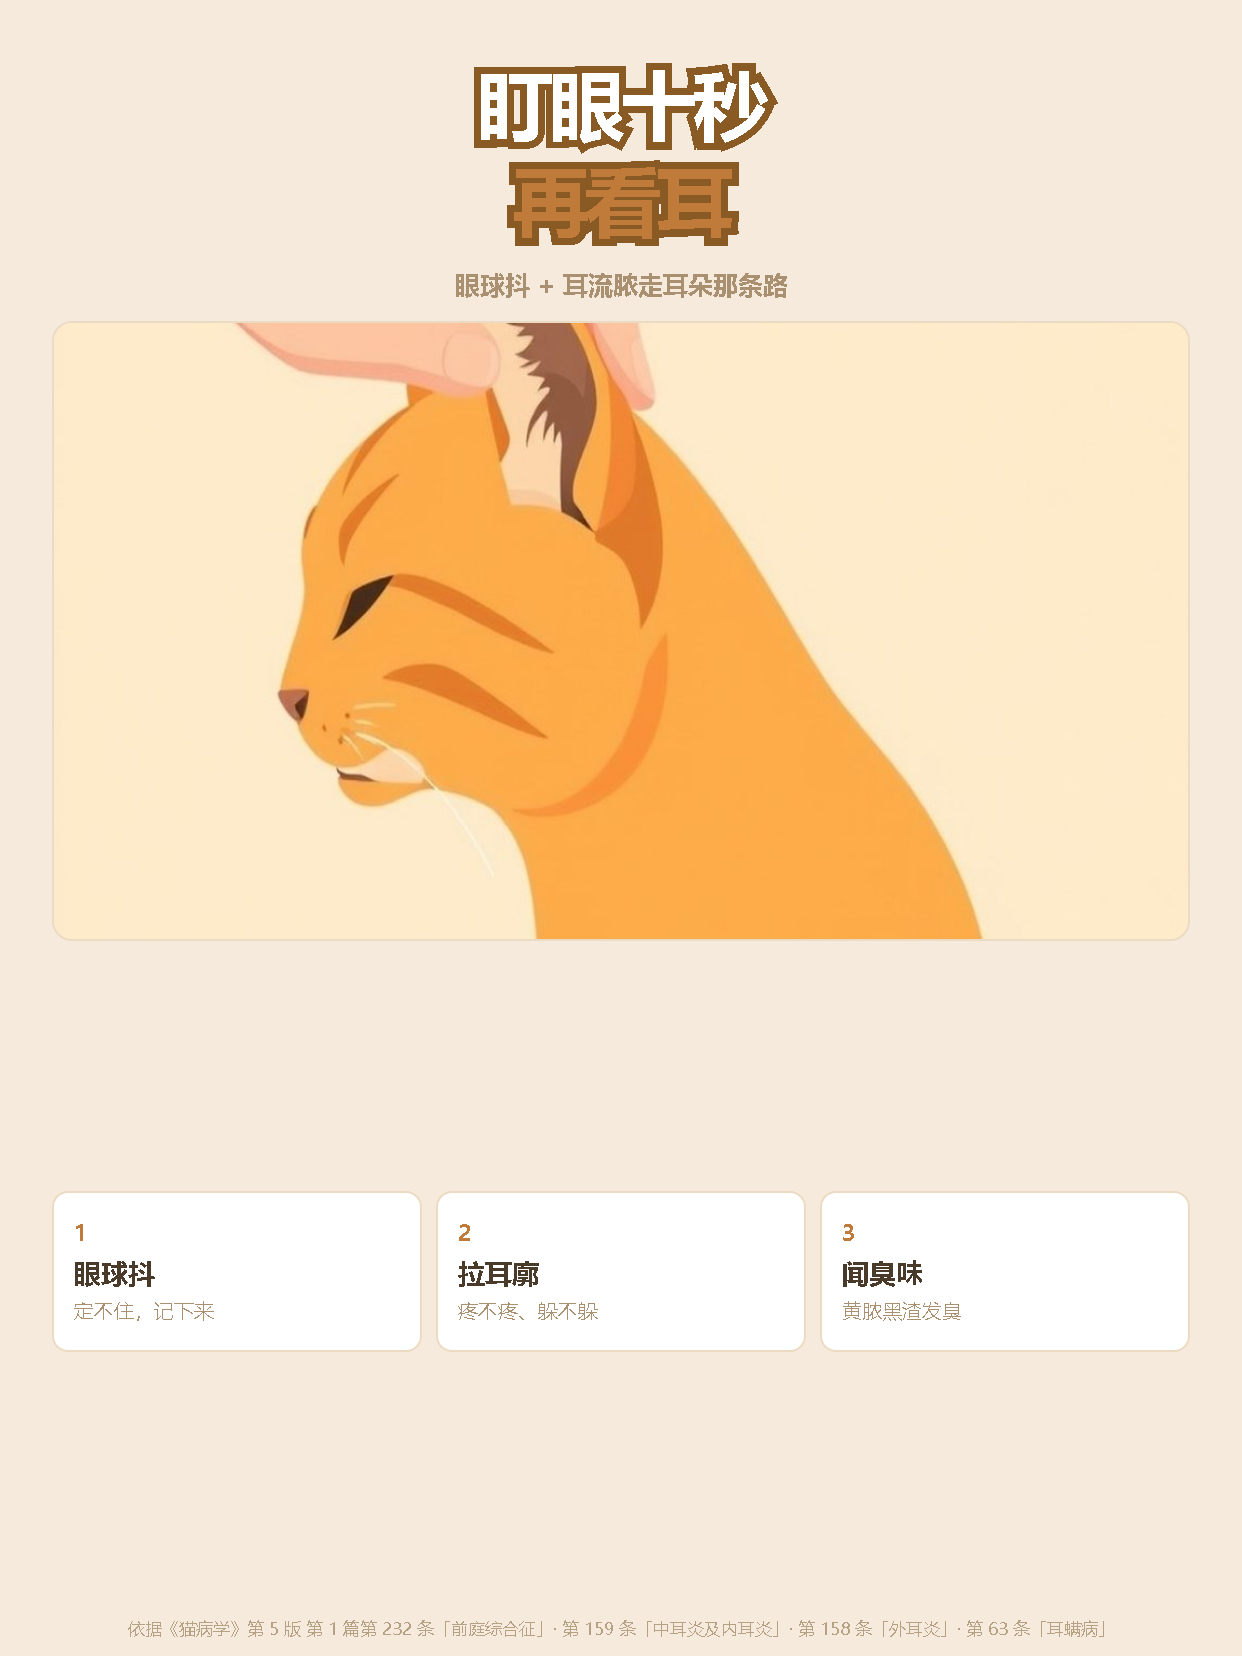 盯眼十秒
再看耳
眼球抖 + 耳流脓走耳朵那条路
1
眼球抖
定不住，记下来
2
拉耳廓
疼不疼、躲不躲
3
闻臭味
黄脓黑渣发臭
依据《猫病学》第 5 版 第 1 篇第 232 条「前庭综合征」· 第 159 条「中耳炎及内耳炎」· 第 158 条「外耳炎」· 第 63 条「耳螨病」